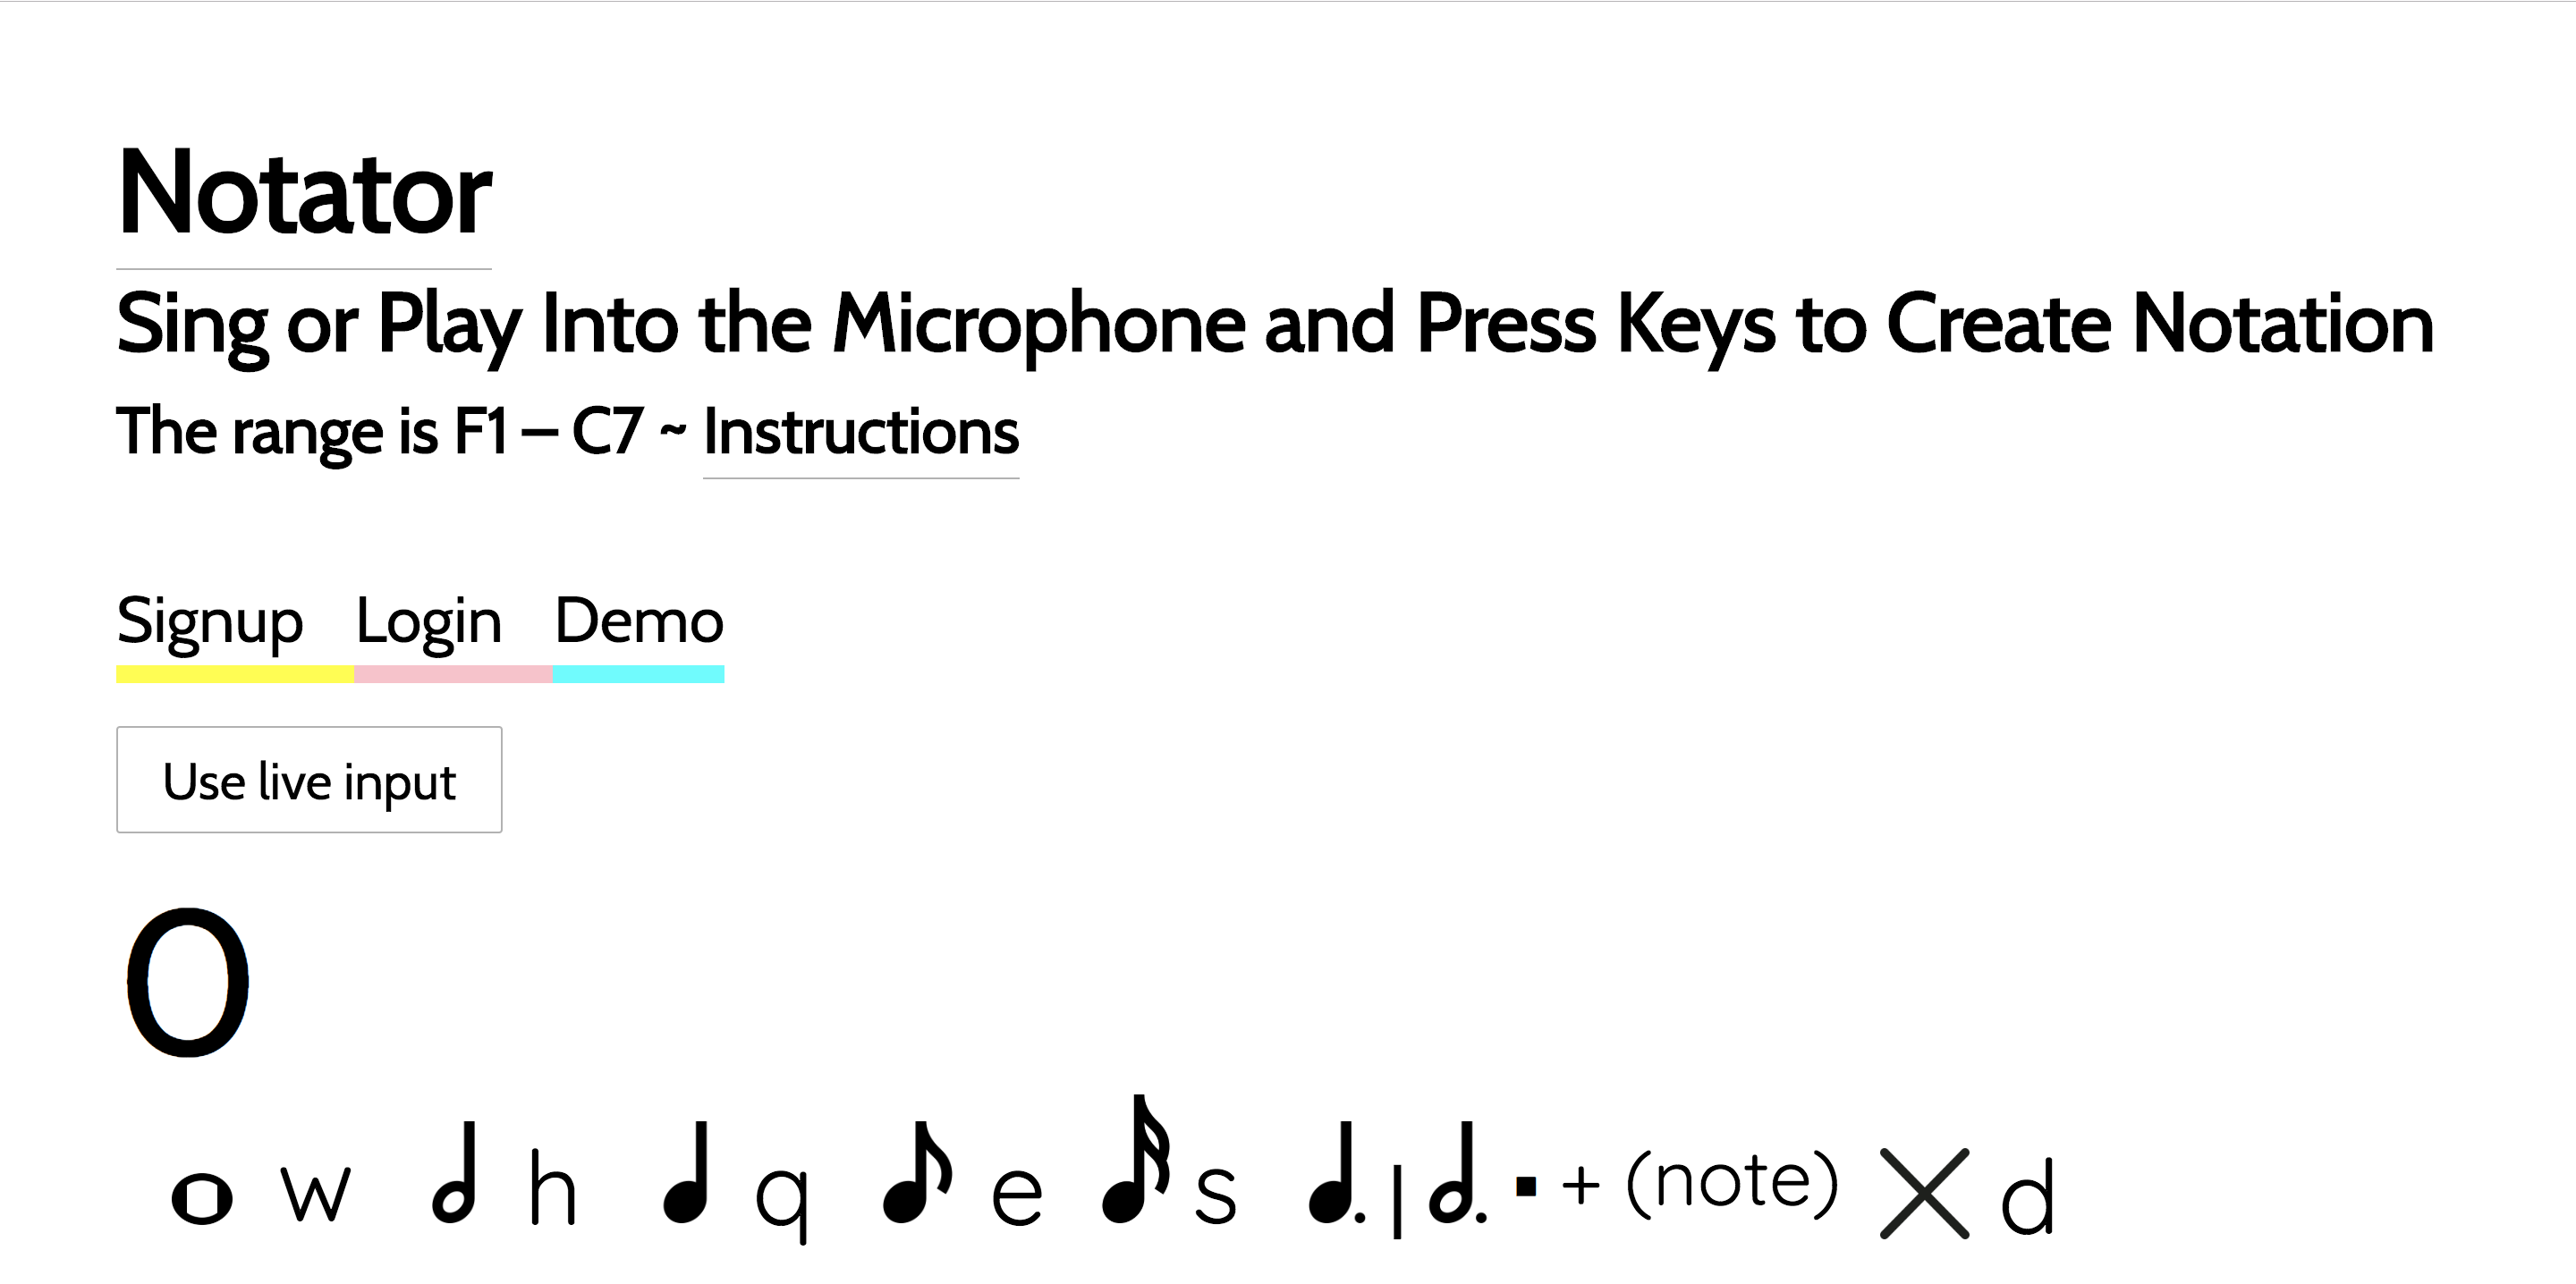 Notator
Sing or Play Into the Microphone and Press Keys to Create Notation
The range is F1 – C7 ~ Instructions
Signup Login Demo
Use live input
0
𝅝 w 𝅗𝅥 h ♩ q ♪ e 𝅘𝅥𝅯 s ♩. | 𝅗𝅥. ▪ + (note) ✕ d